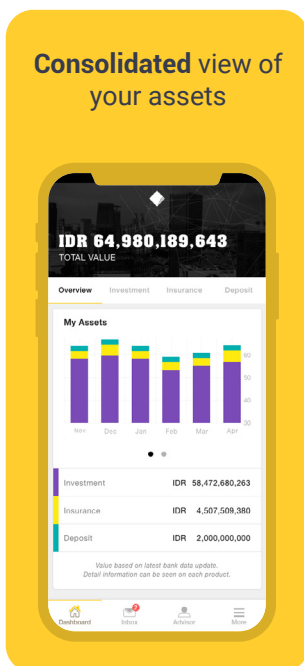 Consolidated view of
your assets
IDR 64,980,189,643
TOTAL VALUE
Overview Investment Insurance Deposit
My Assets
60
50
40
30
Nov Dec Jan Feb Mar Apr
Investment IDR 58,472,680,263
Insurance IDR 4,507,509,380
Deposit IDR 2,000,000,000
Value based on latest bank data update.
Detail information can be seen on each product.
7
Dashboard Inbox Advisor More